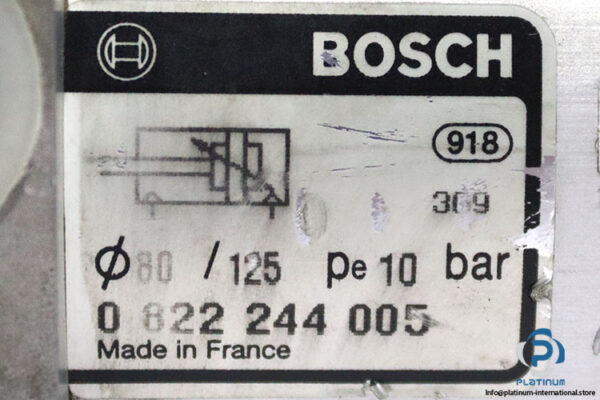 BOSCH
918
309
ϕ 80 / 125 pe 10 bar
0 822 244 005
Made in France
PLATINUM
Info@platinum-international.store